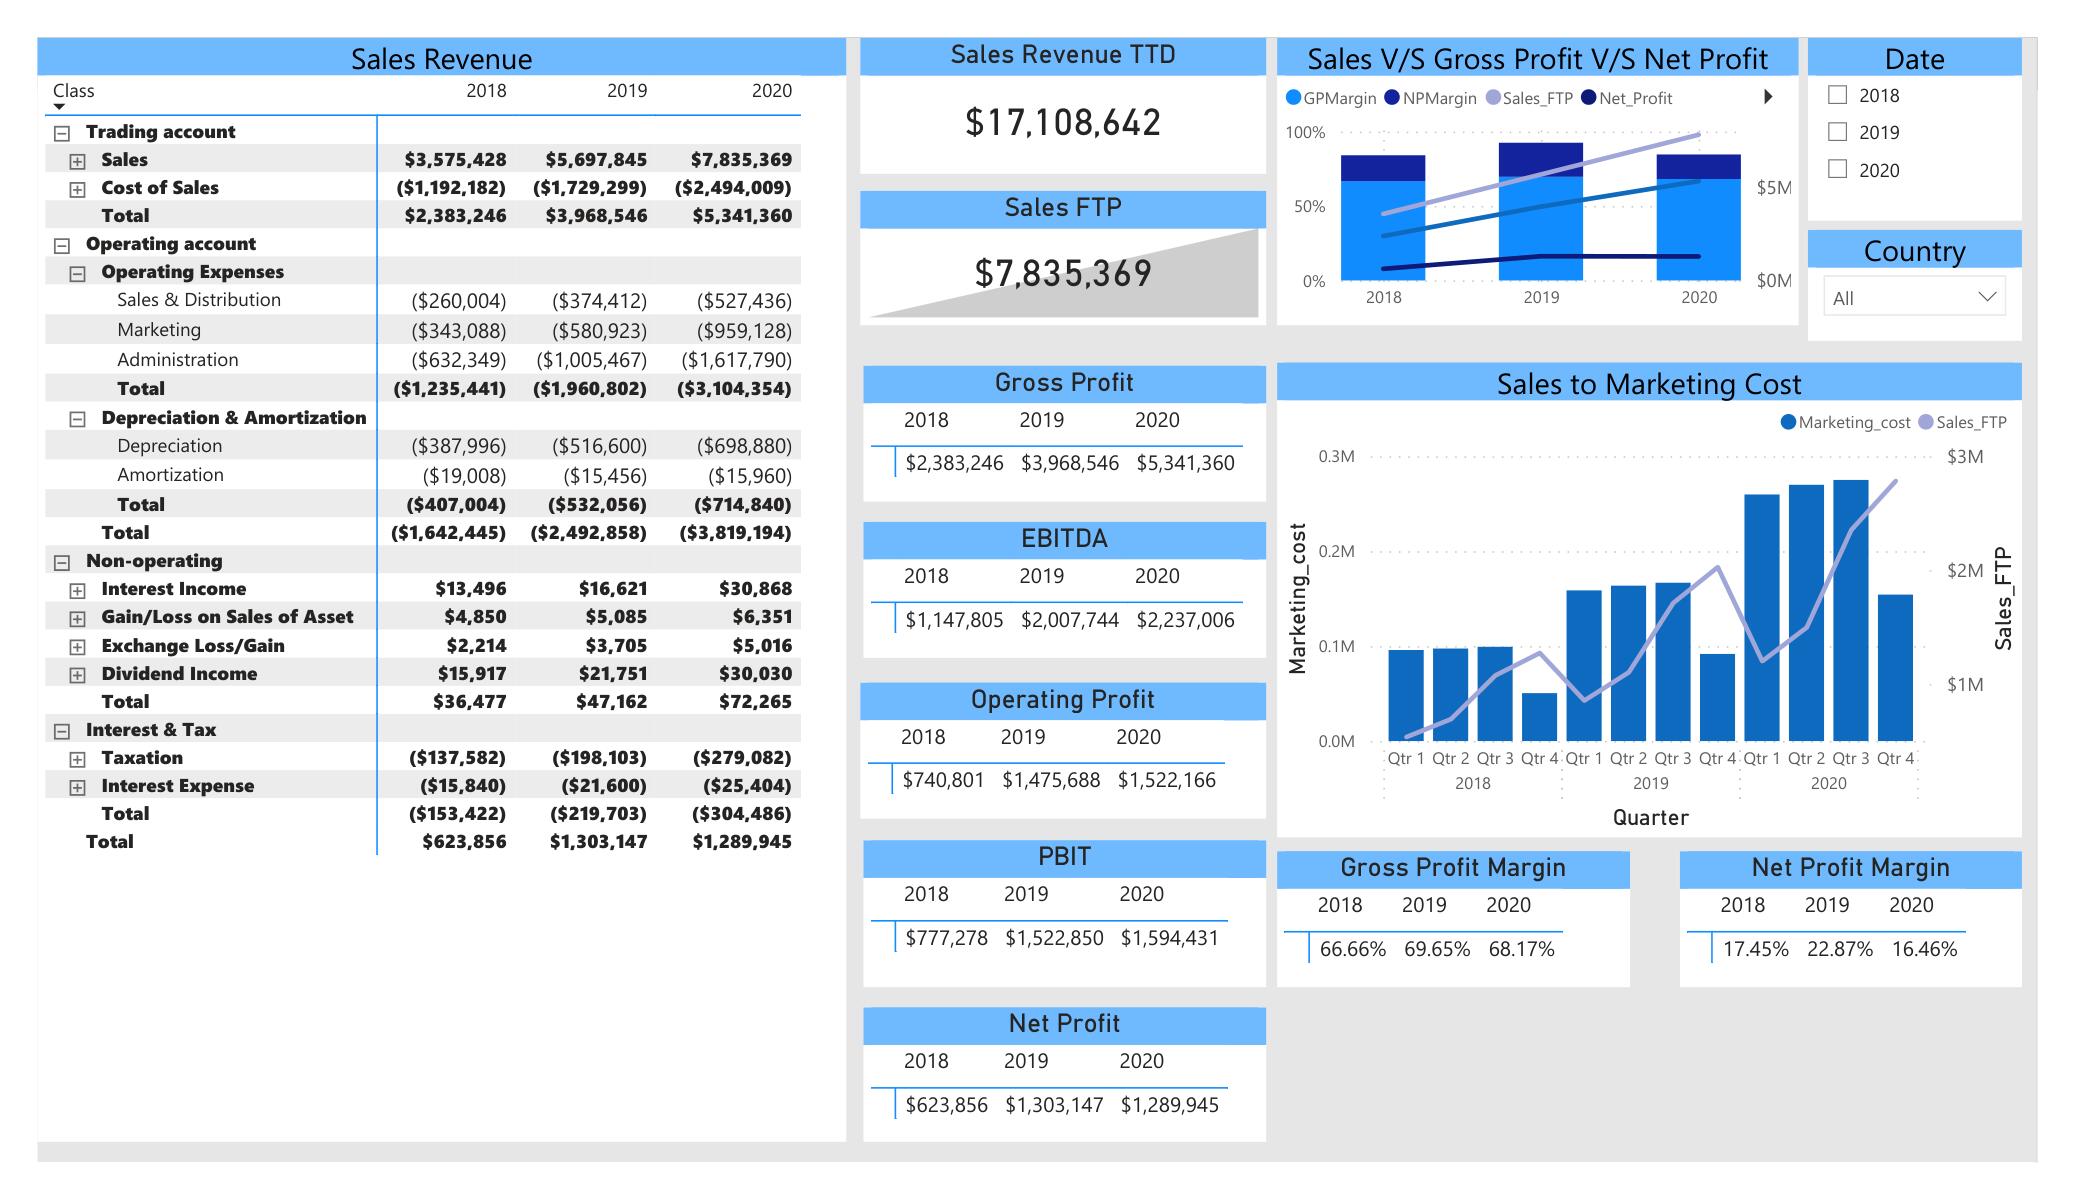 Sales Revenue
Class 2018 2019 2020
Trading account
Sales $3,575,428 $5,697,845 $7,835,369
Cost of Sales ($1,192,182) ($1,729,299) ($2,494,009)
Total $2,383,246 $3,968,546 $5,341,360
Operating account
Operating Expenses
Sales & Distribution ($260,004) ($374,412) ($527,436)
Marketing ($343,088) ($580,923) ($959,128)
Administration ($632,349) ($1,005,467) ($1,617,790)
Total ($1,235,441) ($1,960,802) ($3,104,354)
Depreciation & Amortization
Depreciation ($387,996) ($516,600) ($698,880)
Amortization ($19,008) ($15,456) ($15,960)
Total ($407,004) ($532,056) ($714,840)
Total ($1,642,445) ($2,492,858) ($3,819,194)
Non-operating
Interest Income $13,496 $16,621 $30,868
Gain/Loss on Sales of Asset $4,850 $5,085 $6,351
Exchange Loss/Gain $2,214 $3,705 $5,016
Dividend Income $15,917 $21,751 $30,030
Total $36,477 $47,162 $72,265
Interest & Tax
Taxation ($137,582) ($198,103) ($279,082)
Interest Expense ($15,840) ($21,600) ($25,404)
Total ($153,422) ($219,703) ($304,486)
Total $623,856 $1,303,147 $1,289,945
Sales Revenue TTD
$17,108,642
Sales FTP
$7,835,369
Gross Profit
2018 2019 2020
$2,383,246 $3,968,546 $5,341,360
EBITDA
2018 2019 2020
$1,147,805 $2,007,744 $2,237,006
Operating Profit
2018 2019 2020
$740,801 $1,475,688 $1,522,166
PBIT
2018 2019 2020
$777,278 $1,522,850 $1,594,431
Net Profit
2018 2019 2020
$623,856 $1,303,147 $1,289,945
Sales V/S Gross Profit V/S Net Profit
GPMargin NPMargin Sales_FTP Net_Profit
100%
50% $5M
0% $0M
2018 2019 2020
Date
2018
2019
2020
Country
All
Sales to Marketing Cost
Marketing_cost Sales_FTP
0.3M $3M
0.2M $2M
0.1M $1M
0.0M
Marketing_cost
Sales_FTP
Qtr 1 Qtr 2 Qtr 3 Qtr 4 Qtr 1 Qtr 2 Qtr 3 Qtr 4 Qtr 1 Qtr 2 Qtr 3 Qtr 4
2018 2019 2020
Quarter
Gross Profit Margin
2018 2019 2020
66.66% 69.65% 68.17%
Net Profit Margin
2018 2019 2020
17.45% 22.87% 16.46%